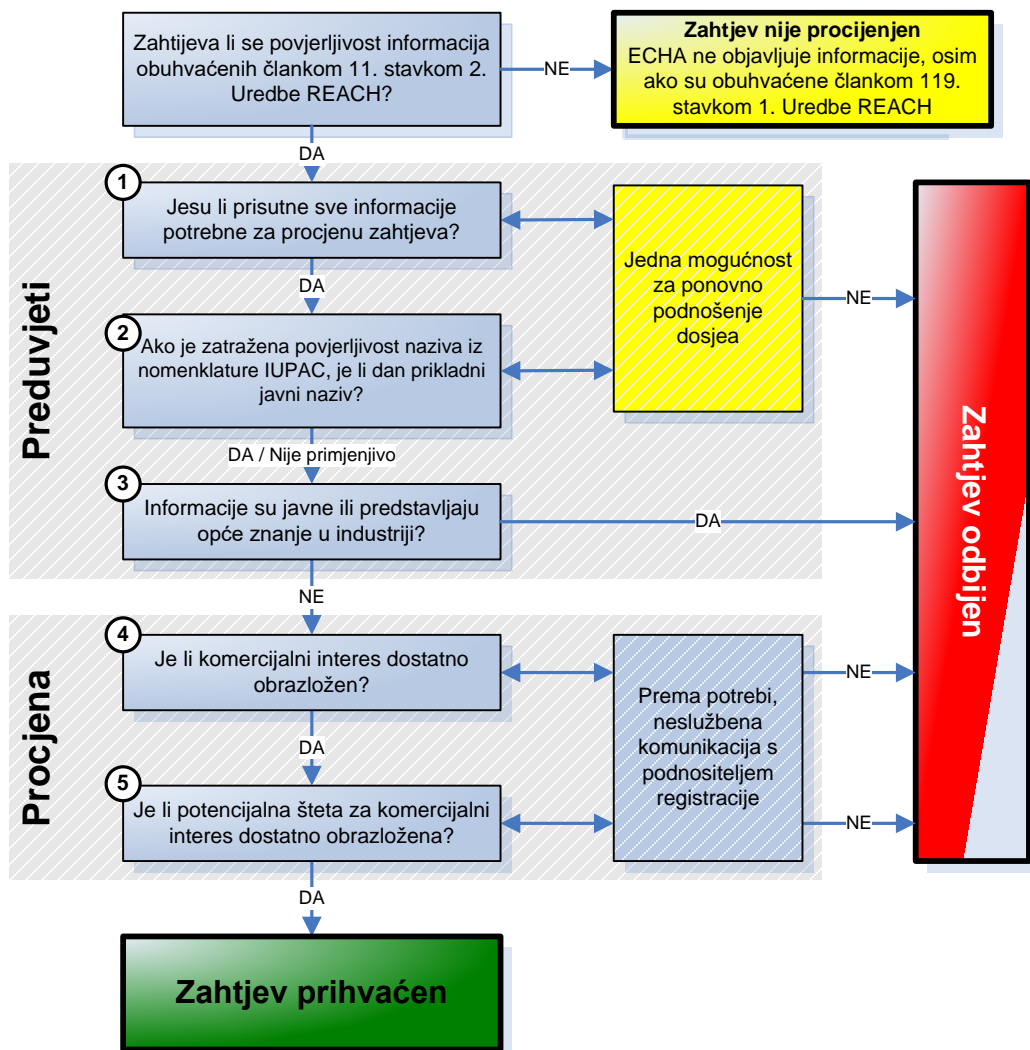 Zahtijeva li se povjerljivost informacija
obuhvaćenih člankom 11. stavkom 2.
Uredbe REACH?
NE
Zahtjev nije procijenjen
ECHA ne objavljuje informacije, osim
ako su obuhvaćene člankom 119.
stavkom 1. Uredbe REACH
DA
Preduvjeti
1
Jesu li prisutne sve informacije
potrebne za procjenu zahtjeva?
DA
2
Ako je zatražena povjerljivost naziva iz
nomenklature IUPAC, je li dan prikladni
javni naziv?
Jedna mogućnost
za ponovno
podnošenje
dosjea
NE
DA / Nije primjenjivo
3
Informacije su javne ili predstavljaju
opće znanje u industriji?
DA
NE
Zahtjev odbijen
Procjena
4
Je li komercijalni interes dostatno
obrazložen?
DA
5
Je li potencijalna šteta za komercijalni
interes dostatno obrazložena?
Prema potrebi,
neslužbena
komunikacija s
podnositeljem
registracije
NE
NE
DA
Zahtjev prihvaćen